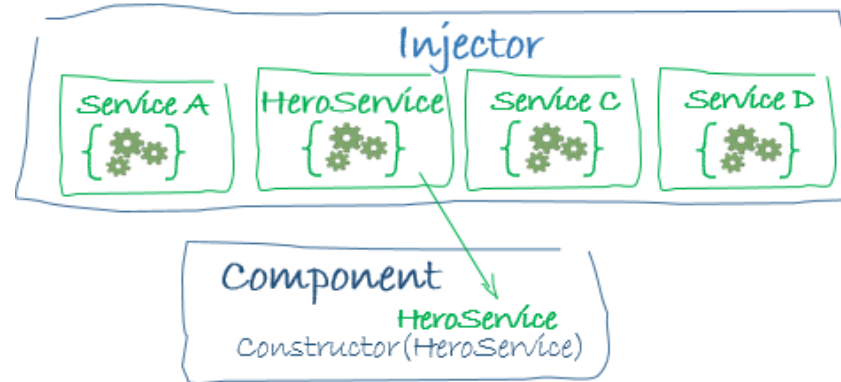 Injector
Service A HeroService Service C Service D
{ } { } { } { }
Component
HeroService
Constructor(HeroService)